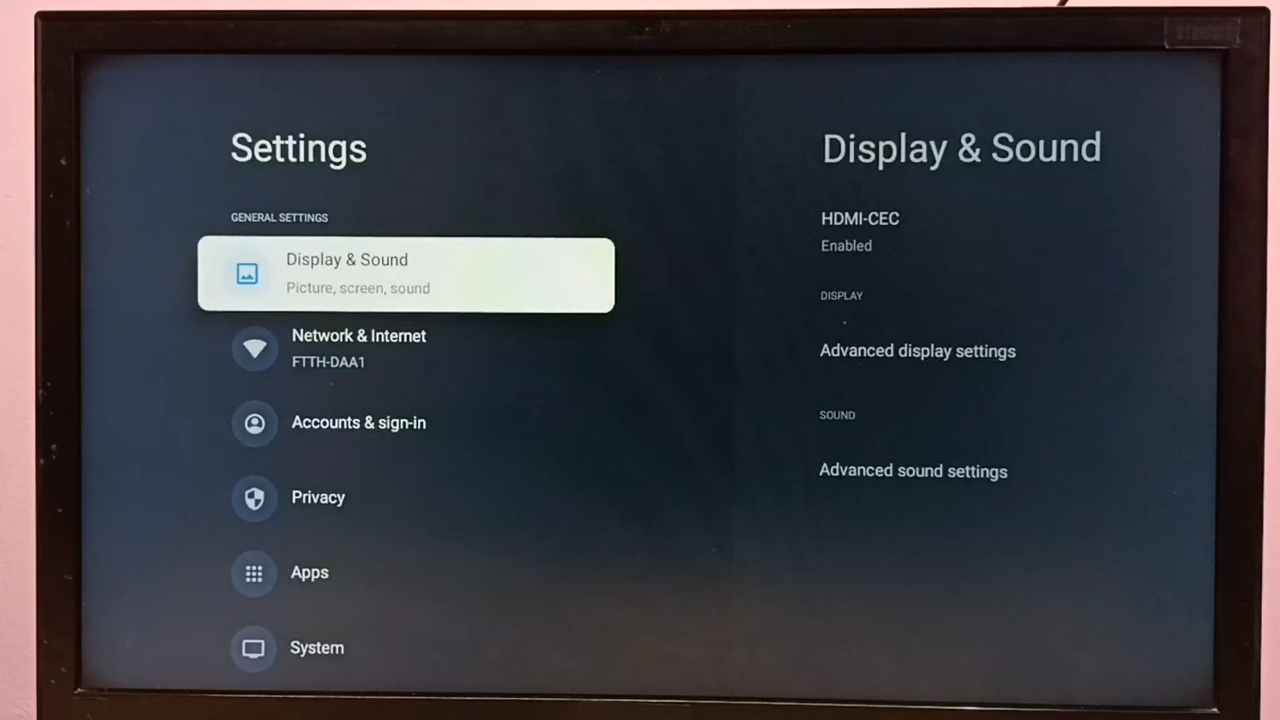 Settings
GENERAL SETTINGS
Display & Sound
Picture, screen, sound
Network & Internet
FTTH-DAA1
Accounts & sign-in
Privacy
Apps
System
Display & Sound
HDMI-CEC
Enabled
DISPLAY
Advanced display settings
SOUND
Advanced sound settings